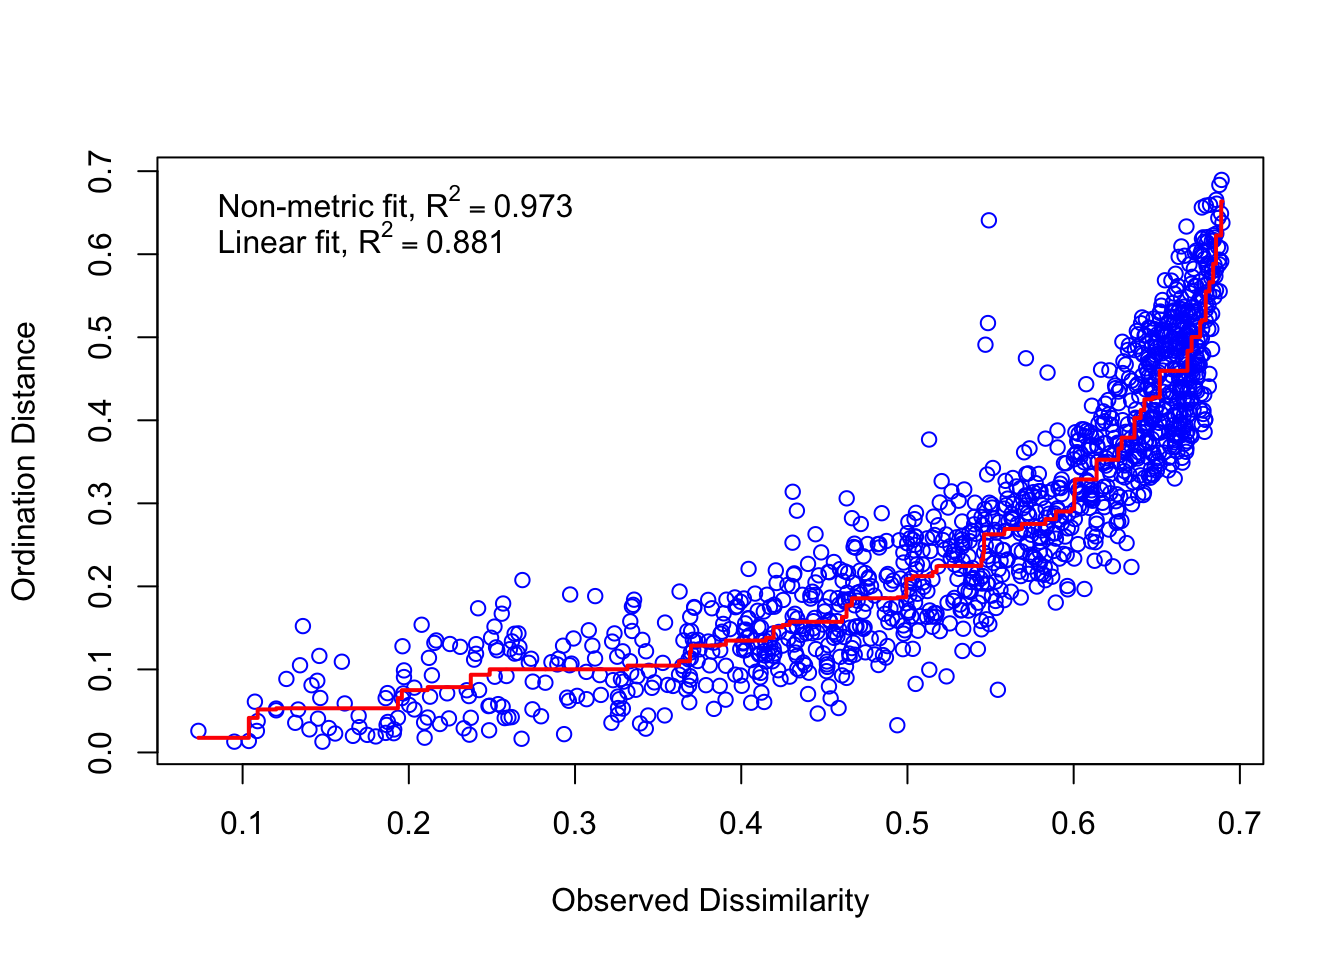 Non-metric fit, R² = 0.973
Linear fit, R² = 0.881
Ordination Distance
0.0 0.1 0.2 0.3 0.4 0.5 0.6 0.7
0.1 0.2 0.3 0.4 0.5 0.6 0.7
Observed Dissimilarity